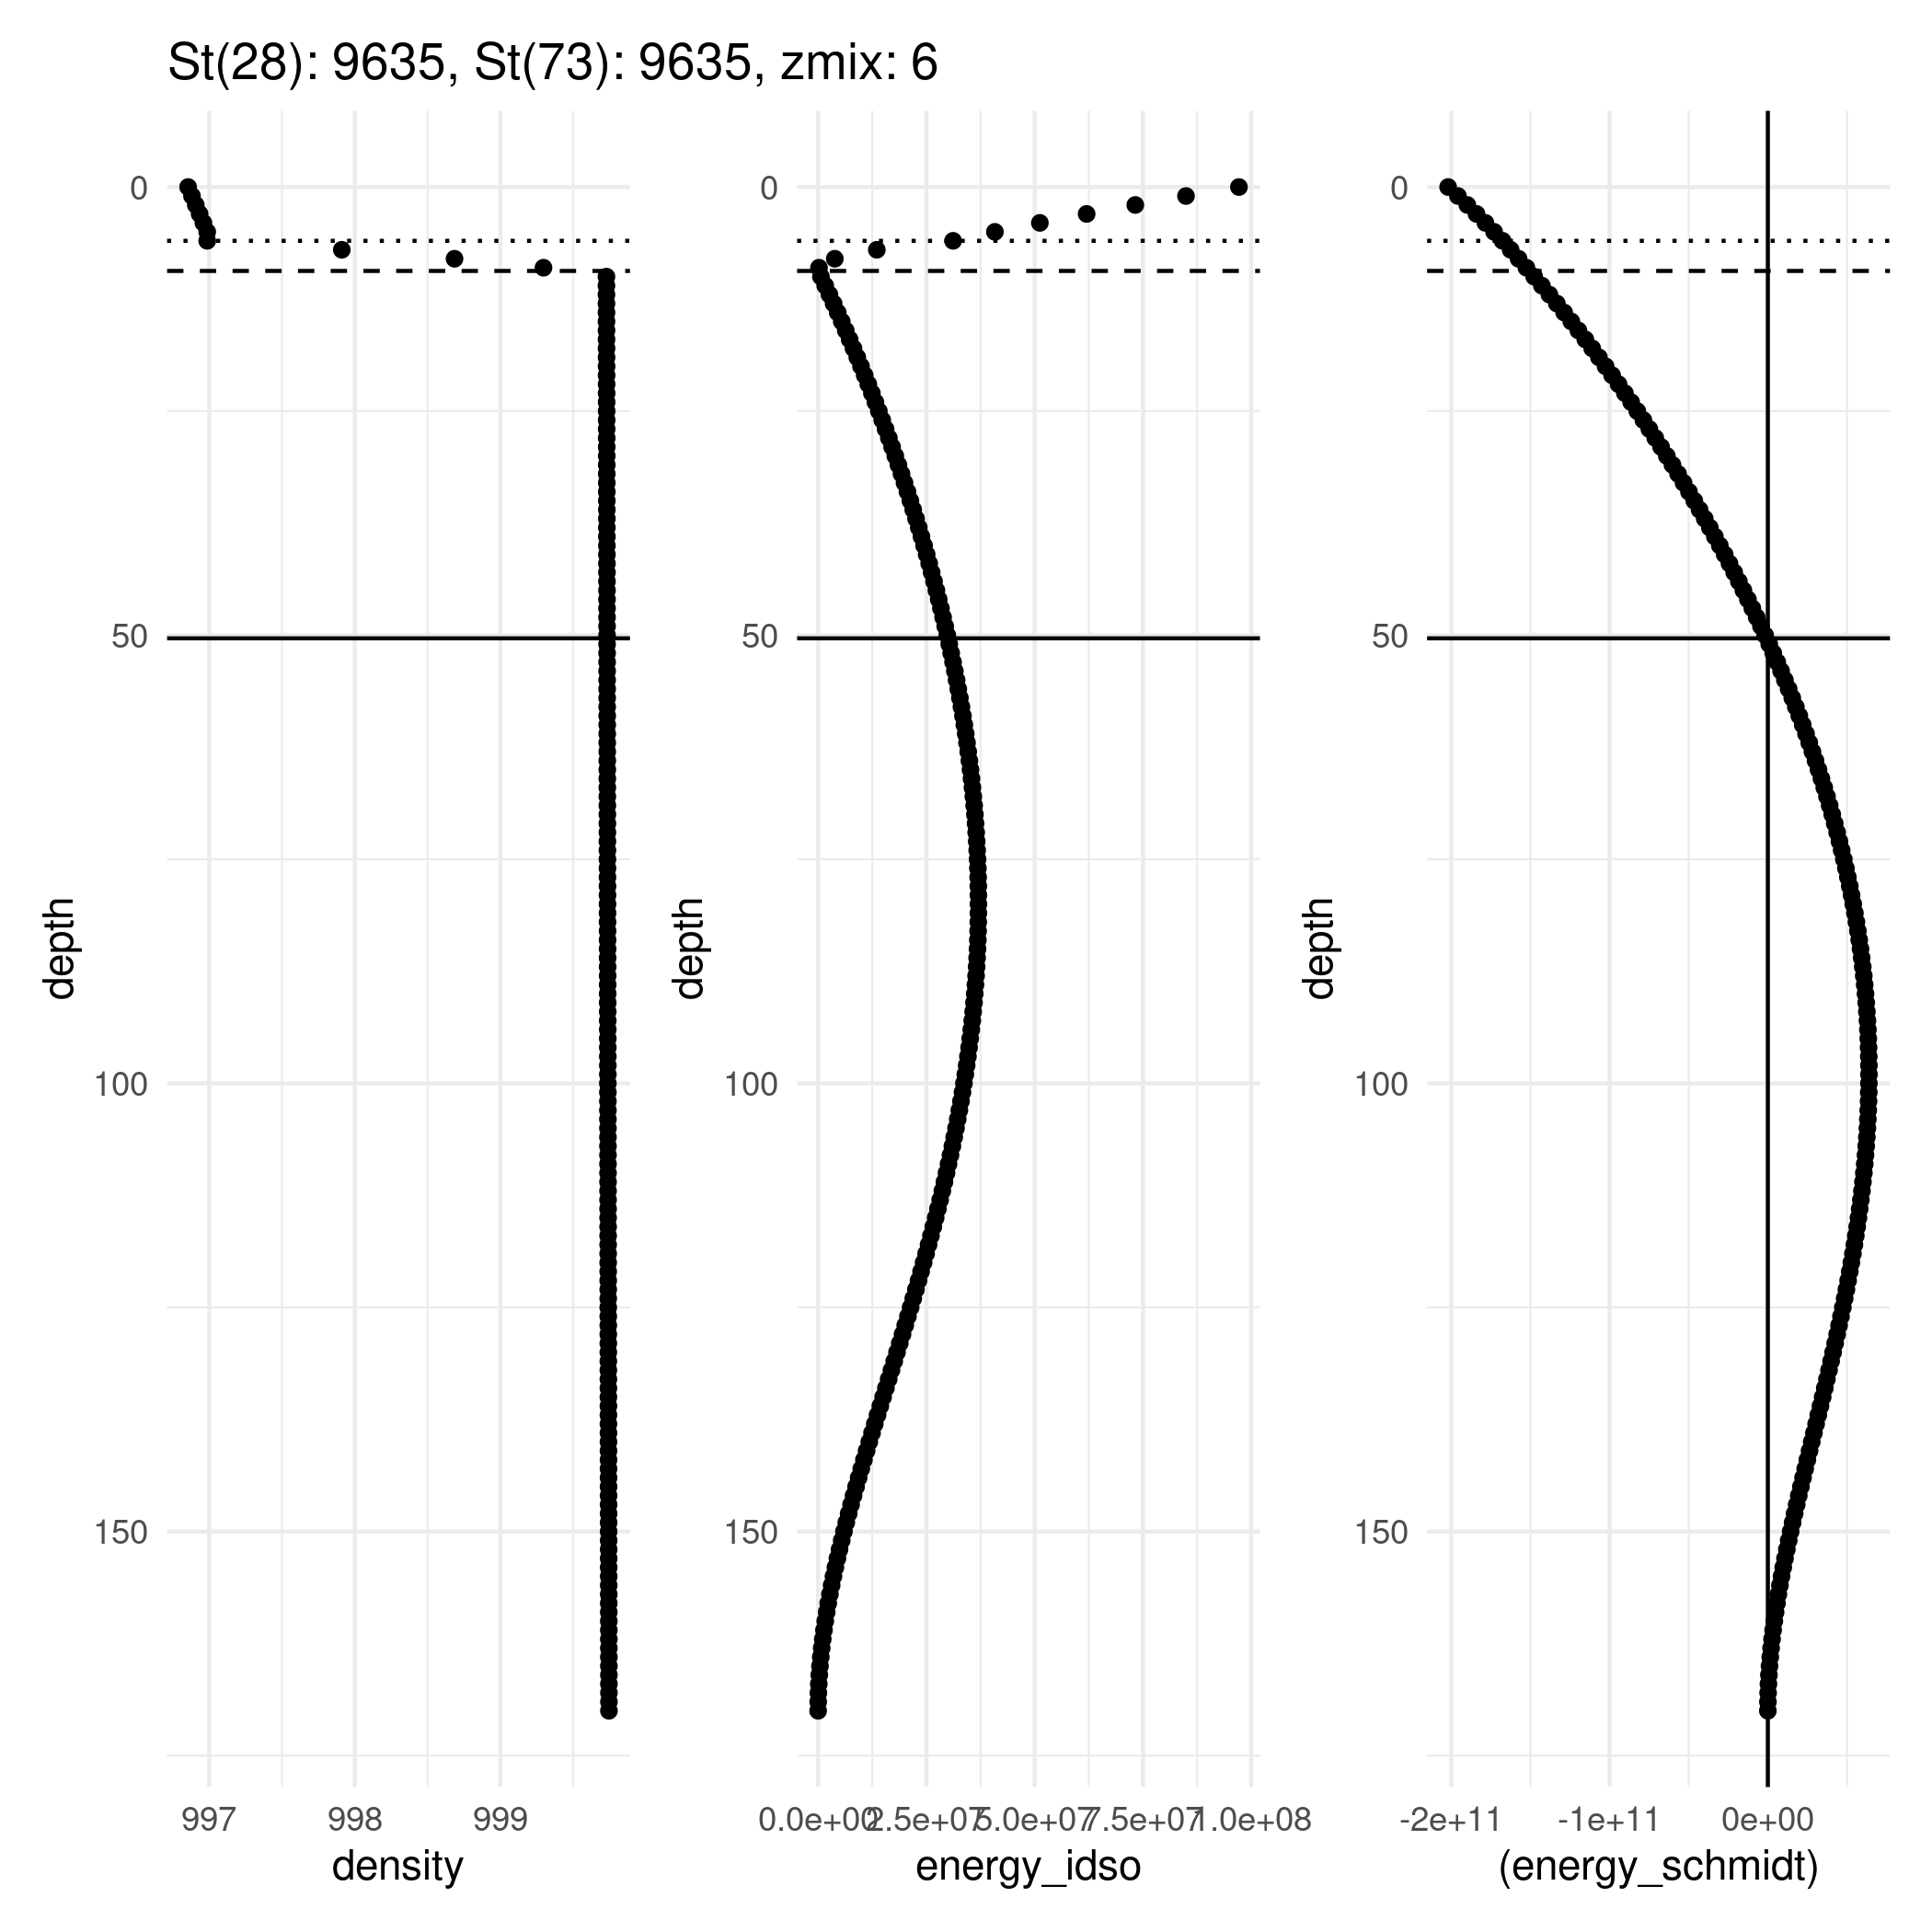 St(28): 9635, St(73): 9635, zmix: 6
0
50
100
150
depth
997 998 999
density
0
50
100
150
depth
0.0e+00 2.5e+07 5.0e+07 7.5e+07 1.0e+08
energy_idso
0
50
100
150
depth
-2e+11 -1e+11 0e+00
(energy_schmidt)